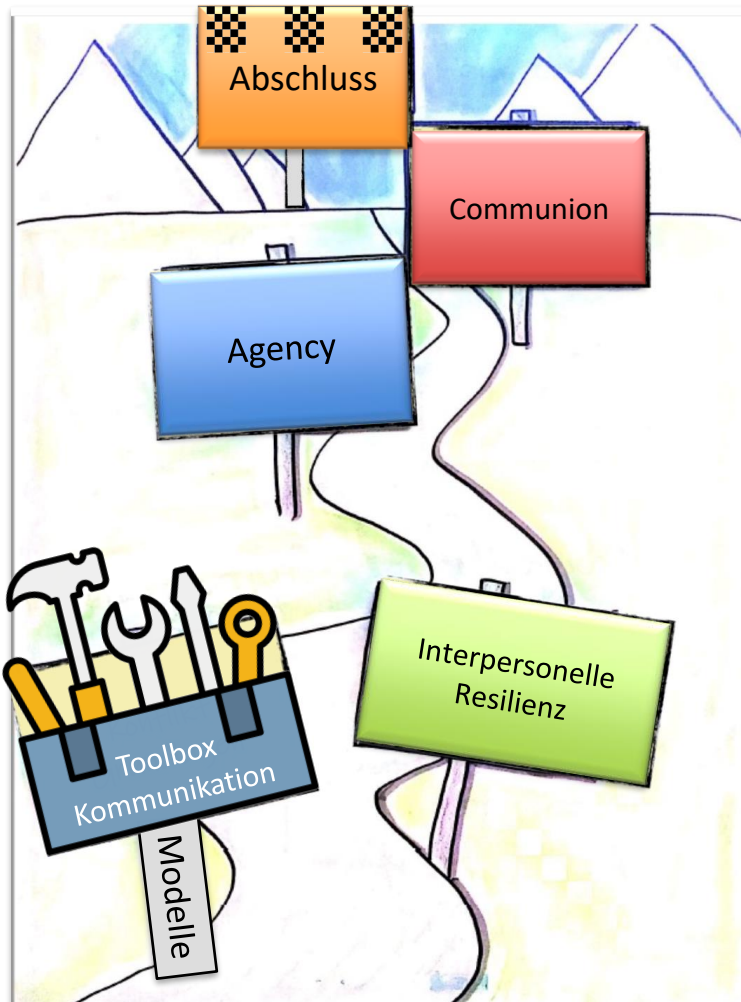 Abschluss
Communion
Agency
Interpersonelle
Resilienz
Toolbox
Kommunikation
Modelle